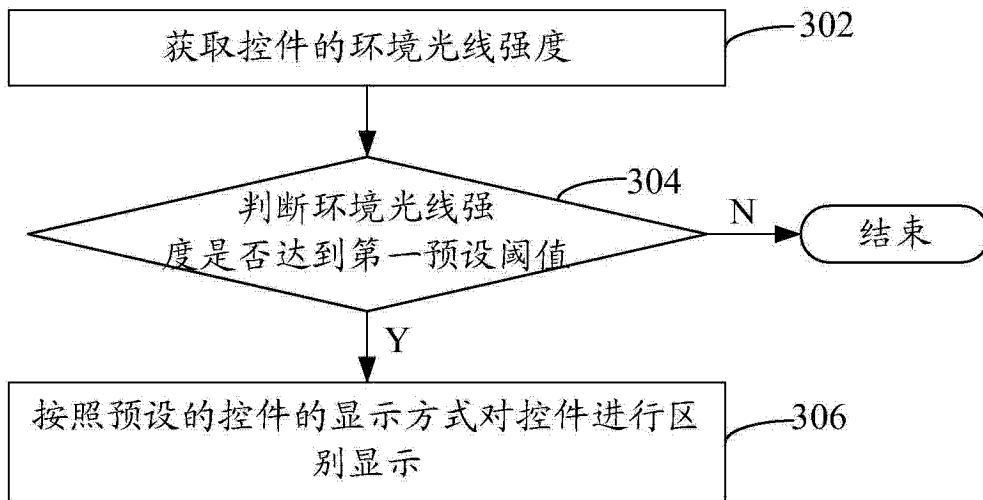 获取控件的环境光线强度
302
判断环境光线强
度是否达到第一预设阈值
304
N
结束
Y
按照预设的控件的显示方式对控件进行区
别显示
306